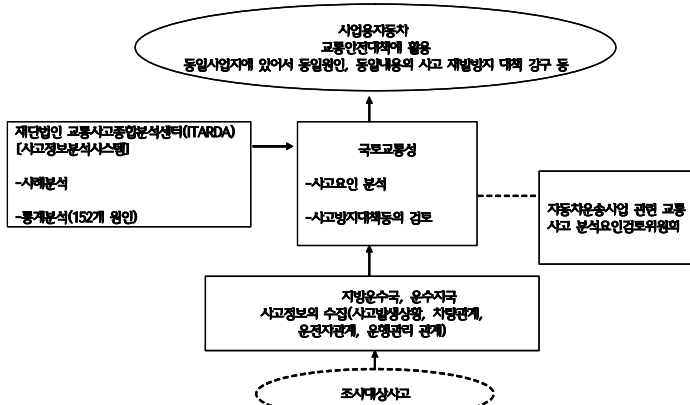 사업용자동차
교통안전대책에 활용
동일사업자에 있어서 동일원인, 동일내용의 사고 재발방지 대책 강구 등
재단법인 교통사고종합분석센터(ITARDA)
[사고정보분석시스템]
-사례분석
-통계분석(152개 원인)
국토교통성
-사고요인 분석
-사고방지대책등의 검토
자동차운송사업 관련 교통
사고 분석요인검토위원회
지방운수국, 운수지국
사고정보의 수집(사고발생상황, 차량관계,
운전자관계, 운행관리 관계)
조사대상사고